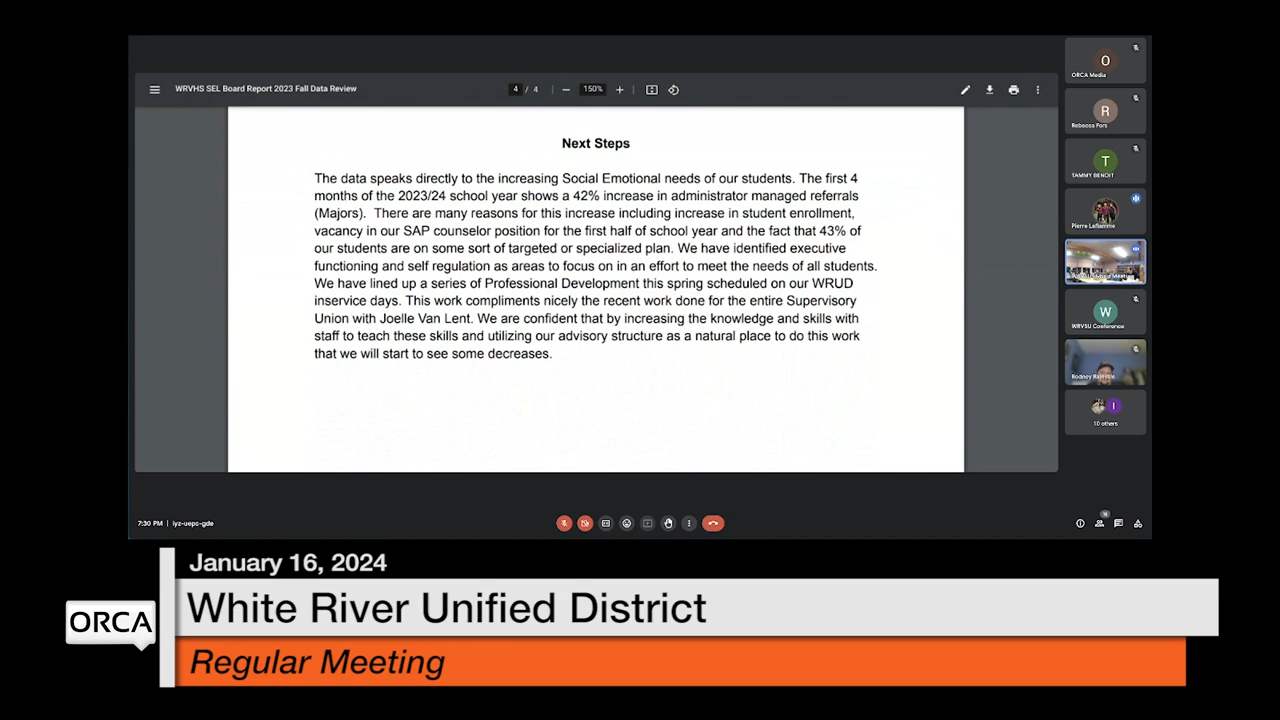 WRVHS SEL Board Report 2023 Fall Data Review
4 / 4
150%
Next Steps
The data speaks directly to the increasing Social Emotional needs of our students. The first 4
months of the 2023/24 school year shows a 42% increase in administrator managed referrals
(Majors). There are many reasons for this increase including increase in student enrollment,
vacancy in our SAP counselor position for the first half of school year and the fact that 43% of
our students are on some sort of targeted or specialized plan. We have identified executive
functioning and self regulation as areas to focus on in an effort to meet the needs of all students.
We have lined up a series of Professional Development this spring scheduled on our WRUD
inservice days. This work compliments nicely the recent work done for the entire Supervisory
Union with Joelle Van Lent. We are confident that by increasing the knowledge and skills with
staff to teach these skills and utilizing our advisory structure as a natural place to do this work
that we will start to see some decreases.
O
ORCA Media
R
Rebecca Fors
T
TAMMY BENOIT
Pierre Laflamme
Meeting
W
WRVSU Conference
Rodney
I
10 others
7:30 PM | iyz-uepc-gde
January 16, 2024
ORCA
White River Unified District
Regular Meeting